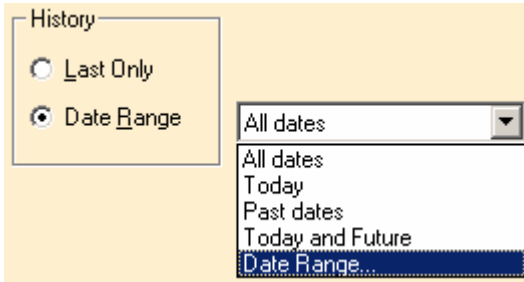 History
Last Only
Date Range
All dates
All dates
Today
Past dates
Today and Future
Date Range...